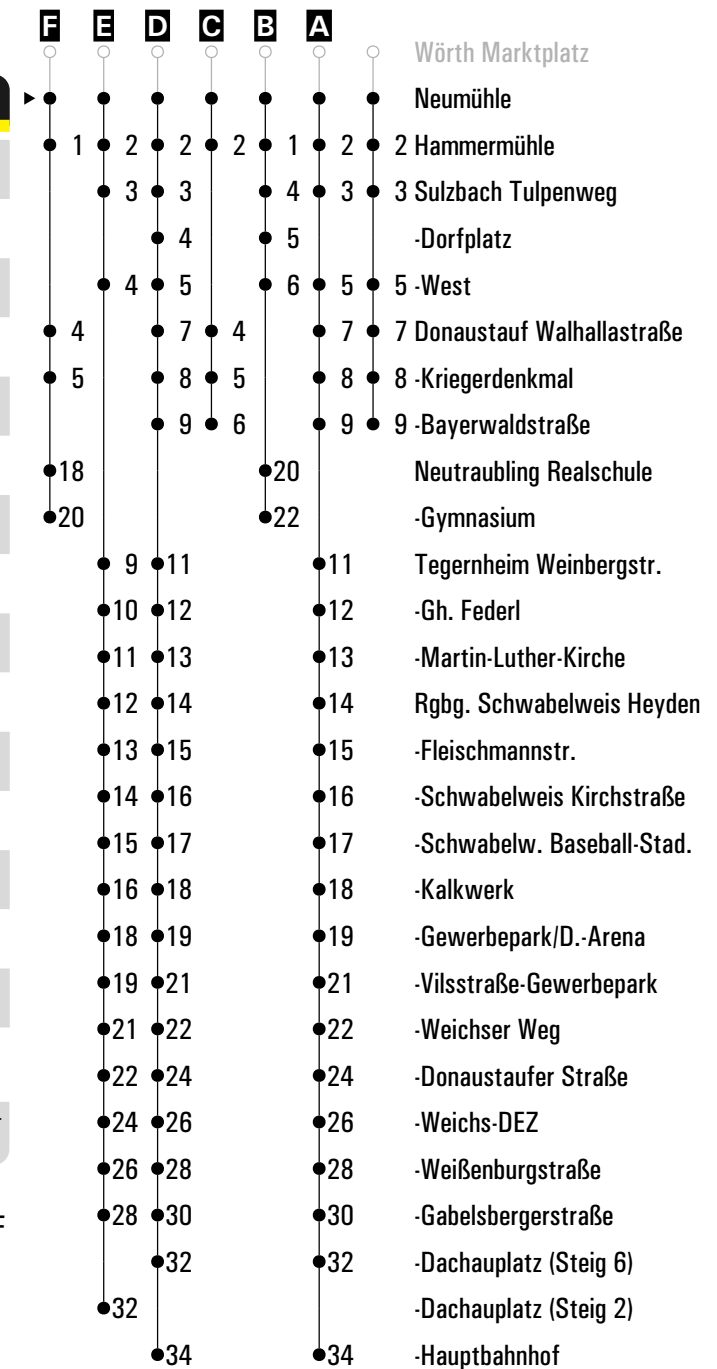 F E D C B A
Wörth Marktplatz
Neumühle
1 2 2 2 1 2 2 Hammermühle
3 3 4 3 3 Sulzbach Tulpenweg
4 5 -Dorfplatz
4 5 6 5 5 -West
4 7 4 7 7 Donaustauf Walhallastraße
5 8 5 8 8 -Kriegerdenkmal
9 6 9 9 -Bayerwaldstraße
18 20 Neutraubling Realschule
20 22 -Gymnasium
9 11 11 Tegernheim Weinbergstr.
10 12 12 -Gh. Federl
11 13 13 -Martin-Luther-Kirche
12 14 14 Rgbg. Schwabelweis Heyden
13 15 15 -Fleischmannstr.
14 16 16 -Schwabelweis Kirchstraße
15 17 17 -Schwabelw. Baseball-Stad.
16 18 18 -Kalkwerk
18 19 19 -Gewerbepark/D.-Arena
19 21 21 -Vilsstraße-Gewerbepark
21 22 22 -Weichser Weg
22 24 24 -Donaustaufer Straße
24 26 26 -Weichs-DEZ
26 28 28 -Weißenburgstraße
28 30 30 -Gabelsbergerstraße
32 32 -Dachauplatz (Steig 6)
32 -Dachauplatz (Steig 2)
34 34 -Hauptbahnhof